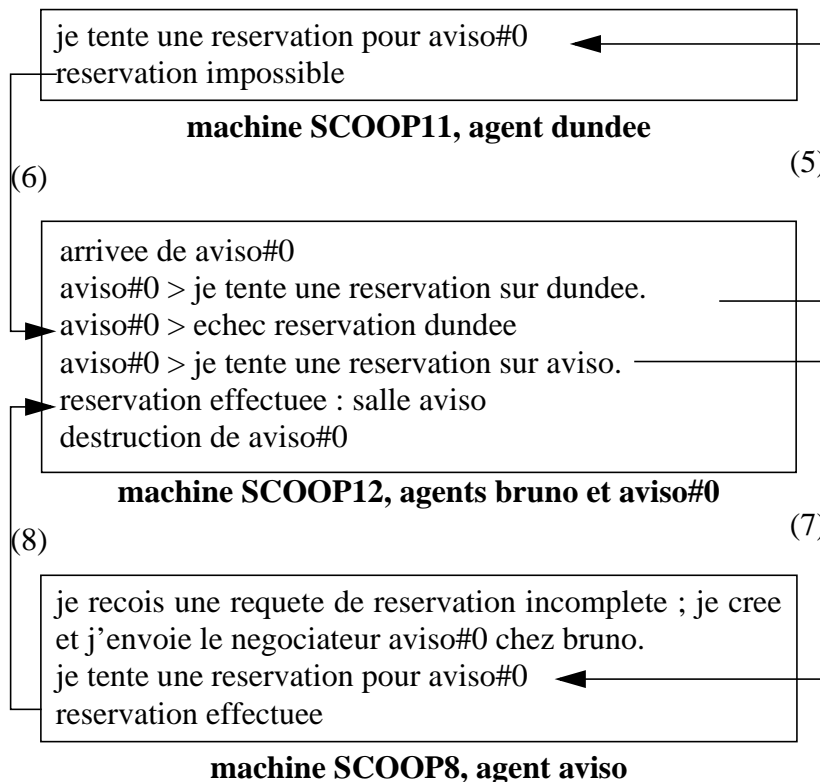 je tente une reservation pour aviso#0
reservation impossible
machine SCOOP11, agent dundee
(5)
(6)
arrivee de aviso#0
aviso#0 > je tente une reservation sur dundee.
aviso#0 > echec reservation dundee
aviso#0 > je tente une reservation sur aviso.
reservation effectuee : salle aviso
destruction de aviso#0
machine SCOOP12, agents bruno et aviso#0
(7)
(8)
je recois une requete de reservation incomplete ; je cree
et j’envoie le negociateur aviso#0 chez bruno.
je tente une reservation pour aviso#0
reservation effectuee
machine SCOOP8, agent aviso